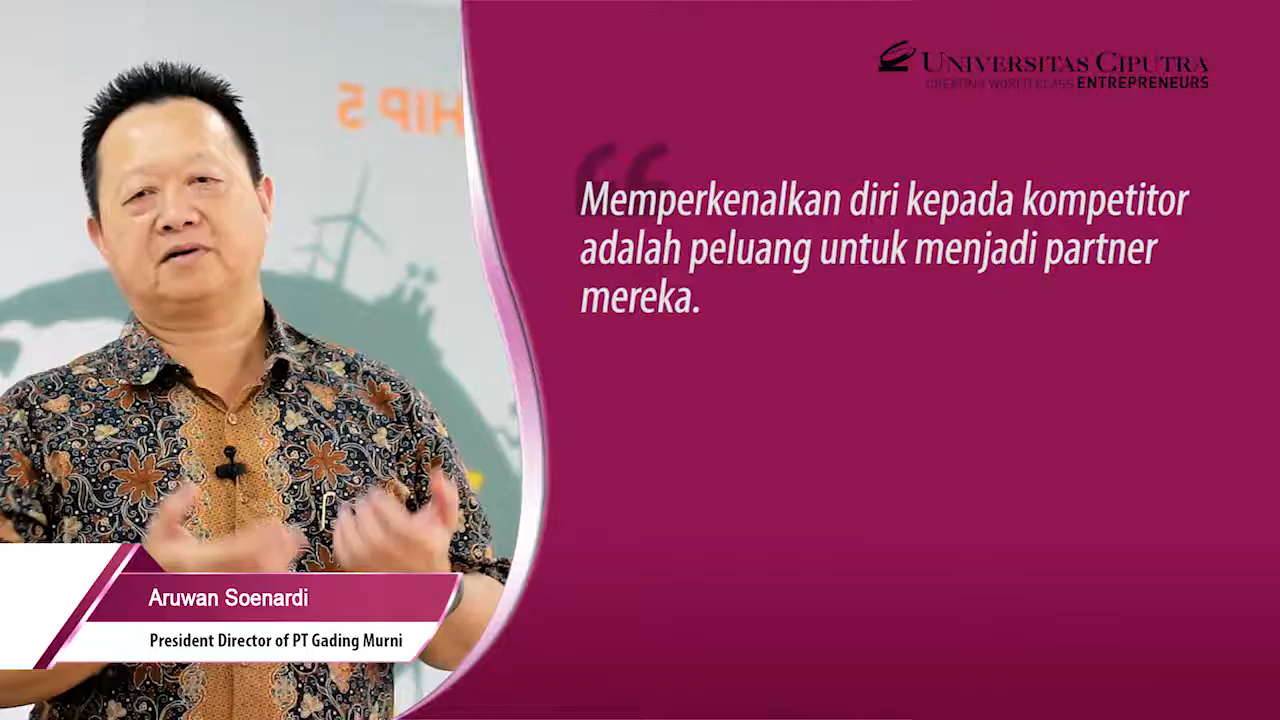 UNIVERSITAS CIPUTRA
CREATING WORLD CLASS ENTREPRENEURS
“
Memperkenalkan diri kepada kompetitor
adalah peluang untuk menjadi partner
mereka.
Aruwan Soenardi
President Director of PT Gading Murni